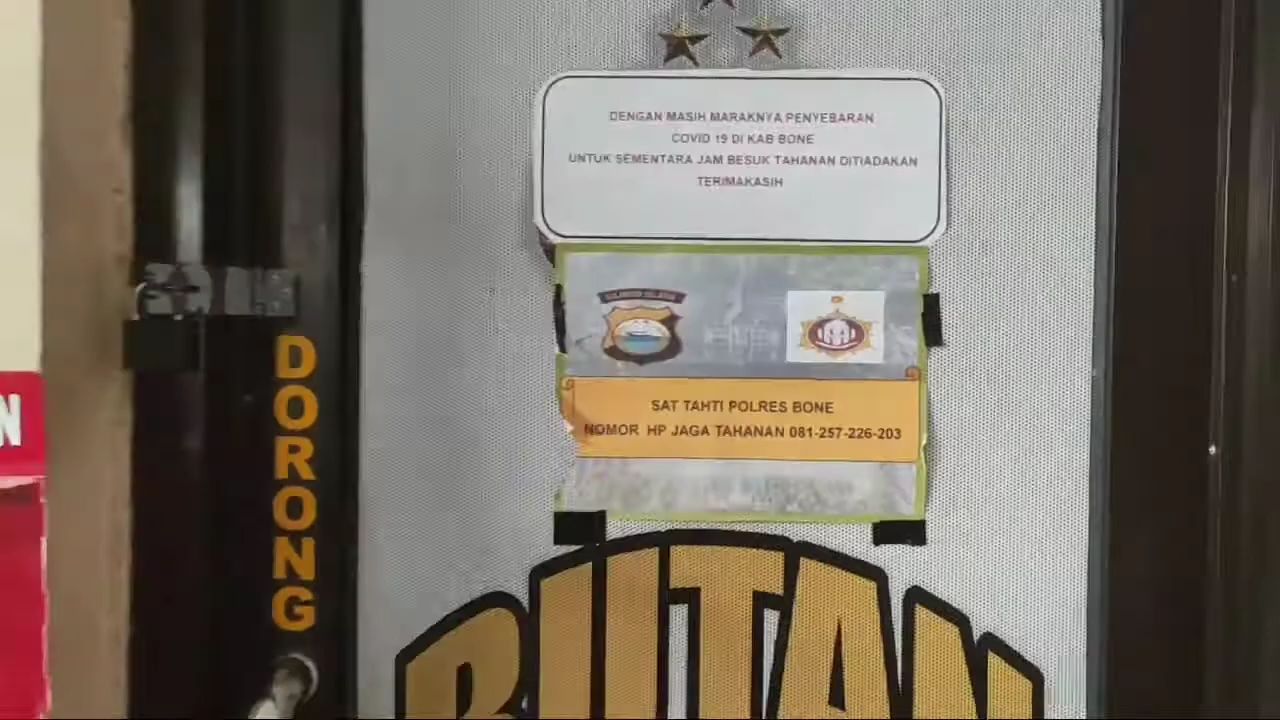 DENGAN MASIH MARAKNYA PENYEBARAN
COVID 19 DI KAB BONE
UNTUK SEMENTARA JAM BESUK TAHANAN DITIADAKAN
TERIMAKASIH
SAT TAHTI POLRES BONE
NOMOR HP JAGA TAHANAN 081-257-226-203
DORONG
RUTAN
N